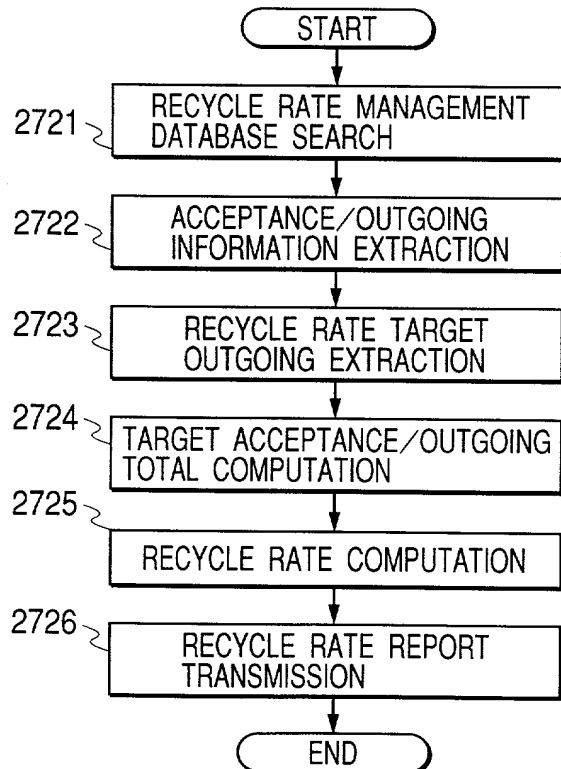 START
2721
RECYCLE RATE MANAGEMENT
DATABASE SEARCH
2722
ACCEPTANCE/OUTGOING
INFORMATION EXTRACTION
2723
RECYCLE RATE TARGET
OUTGOING EXTRACTION
2724
TARGET ACCEPTANCE/OUTGOING
TOTAL COMPUTATION
2725
RECYCLE RATE COMPUTATION
2726
RECYCLE RATE REPORT
TRANSMISSION
END